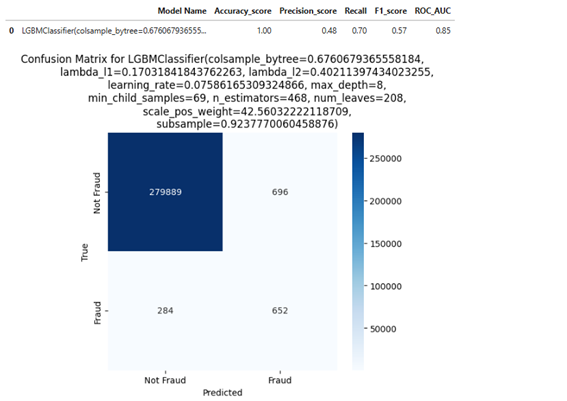 Model Name Accuracy_score Precision_score Recall F1_score ROC_AUC
0 LGBMClassifier(colsample_bytree=0.676067936555... 1.00 0.48 0.70 0.57 0.85
Confusion Matrix for LGBMClassifier(colsample_bytree=0.6760679365558184,
lambda_l1=0.17031841843762263, lambda_l2=0.40211397434023255,
learning_rate=0.07586165309324866, max_depth=8,
min_child_samples=69, n_estimators=468, num_leaves=208,
scale_pos_weight=42.56032222118709,
subsample=0.9237770060458876)
Not Fraud
279889
696
Fraud
284
652
True
Not Fraud
Fraud
Predicted
250000
200000
150000
100000
50000